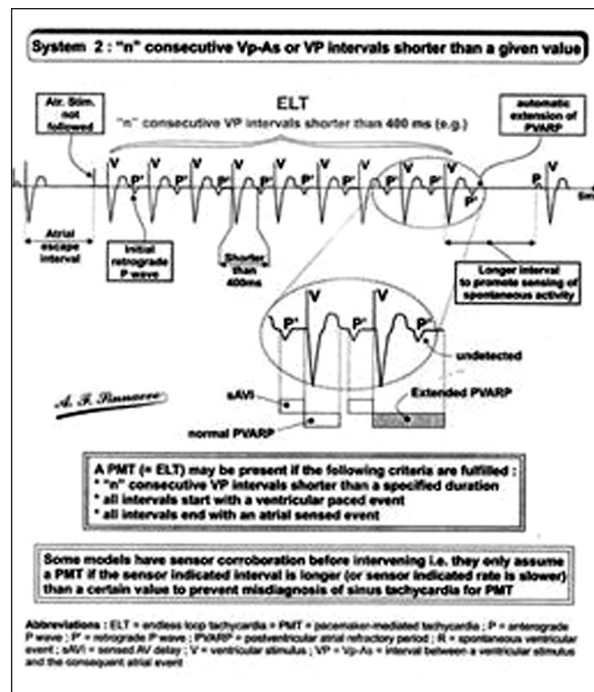 System 2 : "n" consecutive Vp-As or VP intervals shorter than a given value
Atr. Stim.
not
followed
ELT
"n" consecutive VP intervals shorter than 400 ms (e.g.)
automatic
extension of
PVARP
V V V V V V V V V
P' P' P' P' P' P' P' P' P' P
Atrial
escape
interval
Initial
retrograde
P wave
Shorter
than
400ms
Longer interval
to promote sensing of
spontaneous activity
V V
P' P' P'
undetected
sAVI
normal PVARP
Extended PVARP
A PMT (= ELT) may be present if the following criteria are fulfilled :
* "n" consecutive VP intervals shorter than a specified duration
* all intervals start with a ventricular paced event
* all intervals end with an atrial sensed event
Some models have sensor corroboration before intervening i.e. they only assume
a PMT if the sensor indicated interval is longer (or sensor indicated rate is slower)
than a certain value to prevent misdiagnosis of sinus tachycardia for PMT
Abbreviations : ELT = endless loop tachycardia = PMT = pacemaker-mediated tachycardia ; P = anterograde
P wave ; P' = retrograde P wave ; PVARP = postventricular atrial refractory period ; R = spontaneous ventricular
event ; sAVI = sensed AV delay ; V = ventricular stimulus ; VP = Vp-As = interval between a ventricular stimulus
and the consequent atrial event